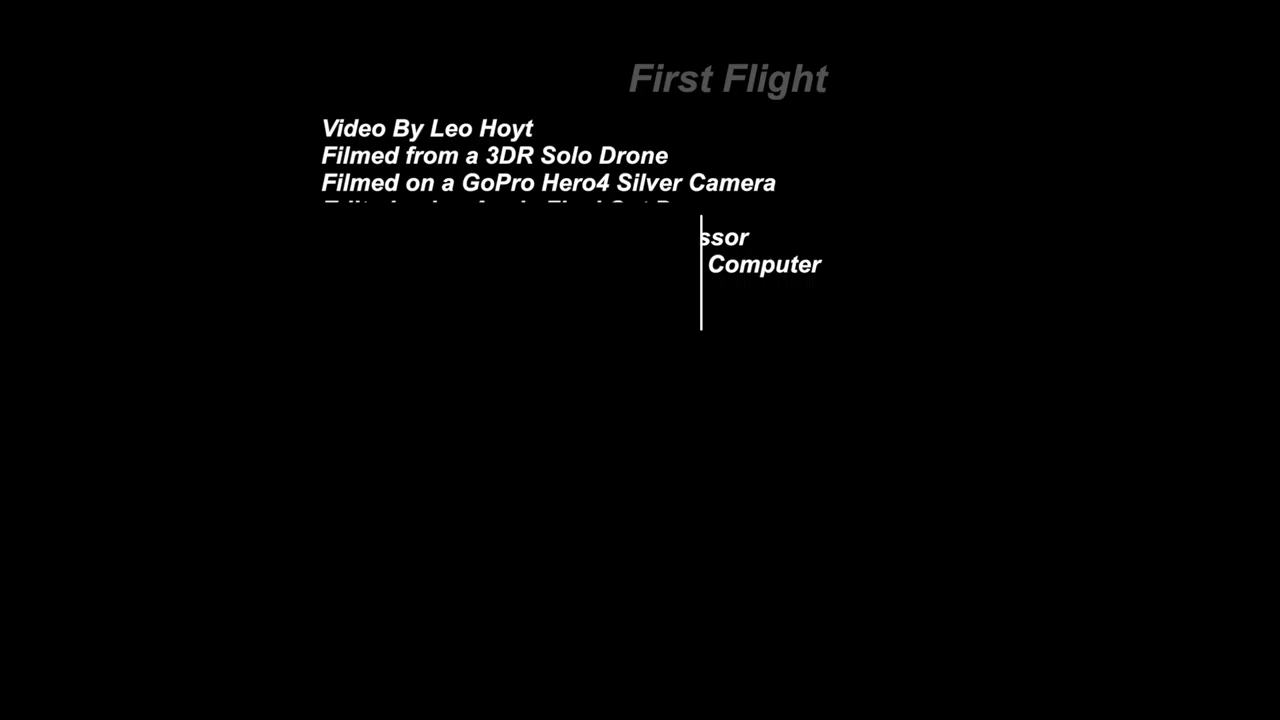 First Flight
Video By Leo Hoyt
Filmed from a 3DR Solo Drone
Filmed on a GoPro Hero4 Silver Camera
ssor
Computer